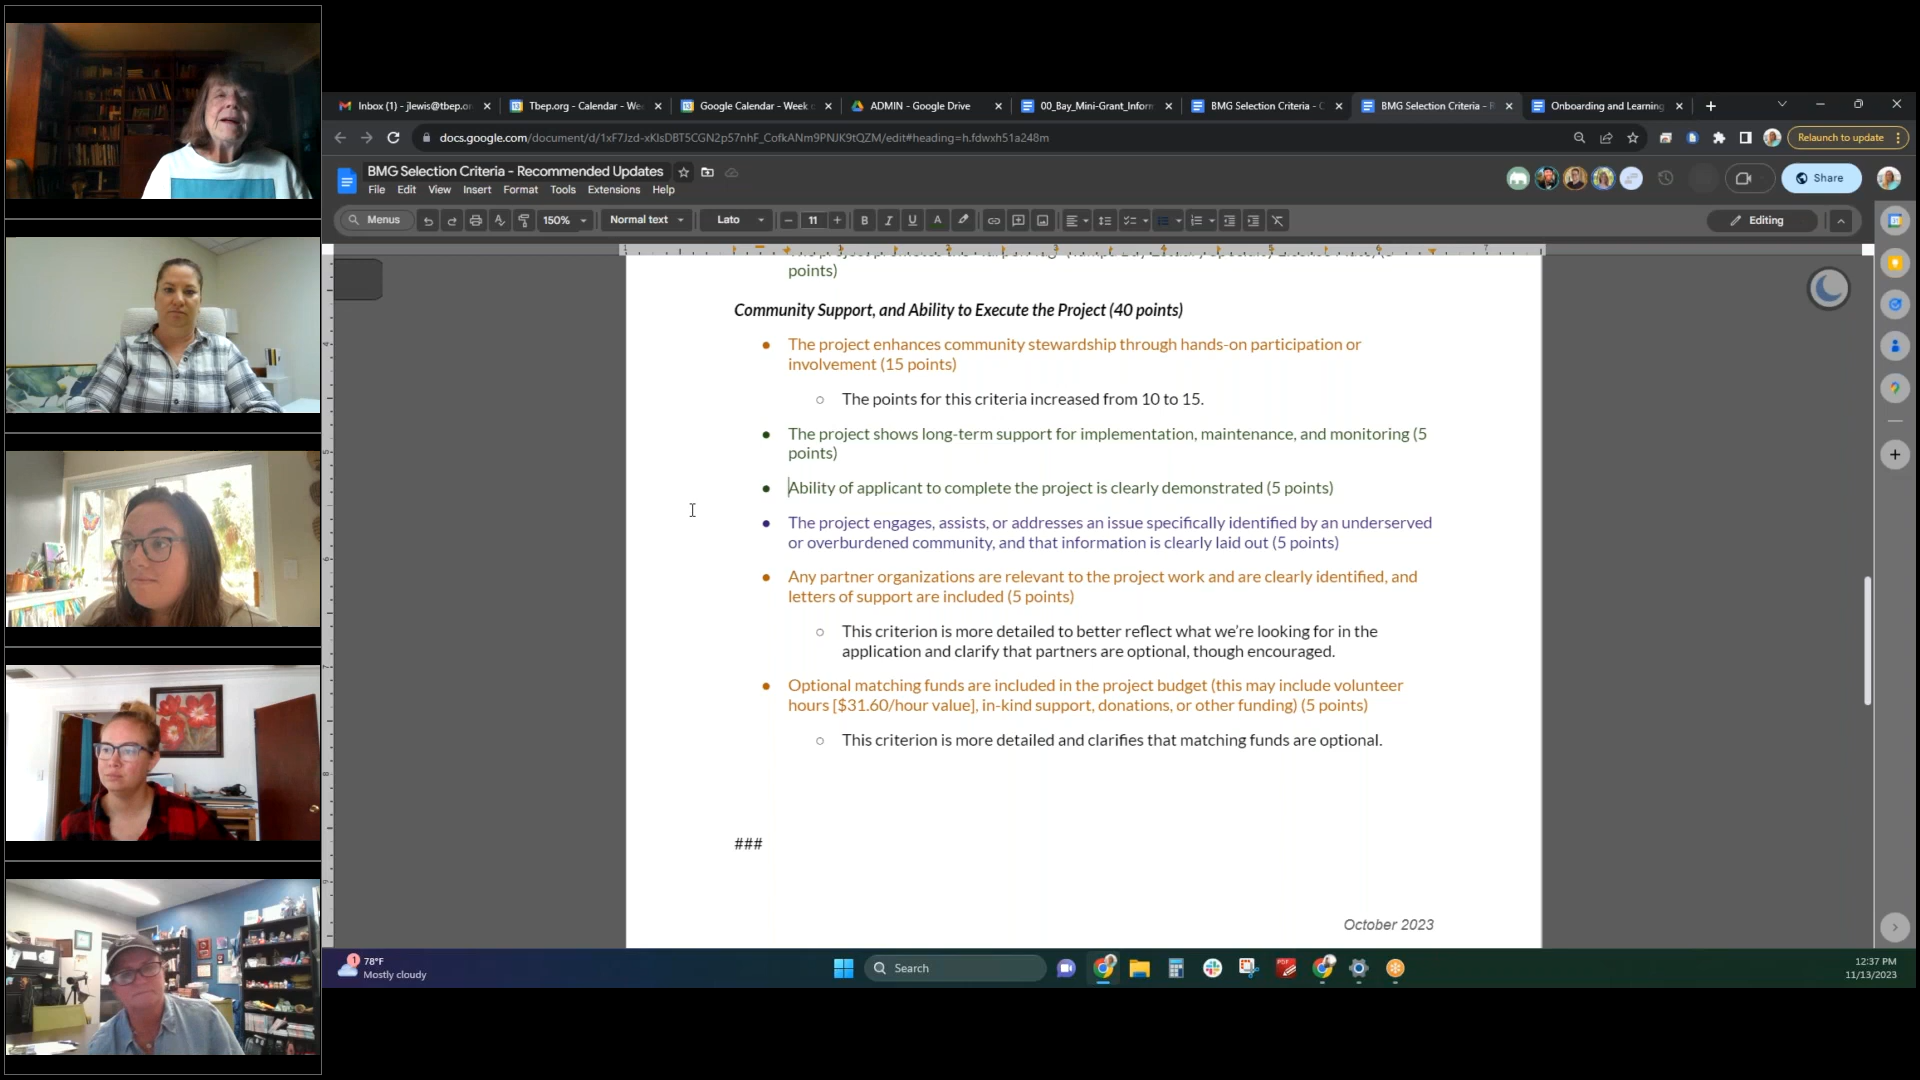 Inbox (1) - jlewis@tbep.or
Tbep.org - Calendar - We
Google Calendar - Week
ADMIN - Google Drive
00_Bay_Mini-Grant_Inform
BMG Selection Criteria - C
BMG Selection Criteria - R
Onboarding and Learning
docs.google.com/document/d/1xF7Jzd-xKIsDBT5CGN2p57nhF_CofkANm9PNJK9tQZM/edit#heading=h.fdwxh51a248m
Relaunch to update
BMG Selection Criteria - Recommended Updates
File Edit View Insert Format Tools Extensions Help
Share
Menus 150% Normal text Lato 11 Editing
points)
Community Support, and Ability to Execute the Project (40 points)
● The project enhances community stewardship through hands-on participation or
involvement (15 points)
○ The points for this criteria increased from 10 to 15.
● The project shows long-term support for implementation, maintenance, and monitoring (5
points)
● Ability of applicant to complete the project is clearly demonstrated (5 points)
● The project engages, assists, or addresses an issue specifically identified by an underserved
or overburdened community, and that information is clearly laid out (5 points)
● Any partner organizations are relevant to the project work and are clearly identified, and
letters of support are included (5 points)
○ This criterion is more detailed to better reflect what we’re looking for in the
application and clarify that partners are optional, though encouraged.
● Optional matching funds are included in the project budget (this may include volunteer
hours [$31.60/hour value], in-kind support, donations, or other funding) (5 points)
○ This criterion is more detailed and clarifies that matching funds are optional.
###
October 2023
78°F
Mostly cloudy
Search
12:37 PM
11/13/2023